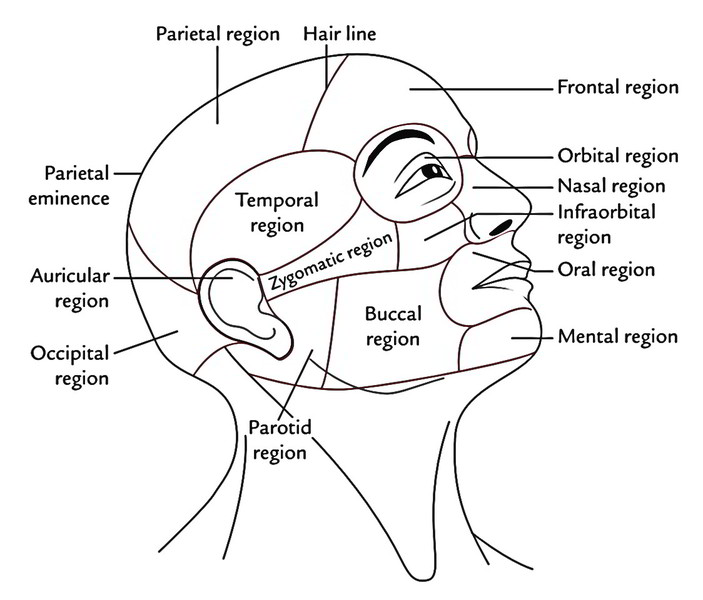 Parietal region
Hair line
Frontal region
Parietal
eminence
Orbital region
Nasal region
Infraorbital
region
Temporal
region
Zygomatic region
Auricular
region
Oral region
Buccal
region
Mental region
Occipital
region
Parotid
region